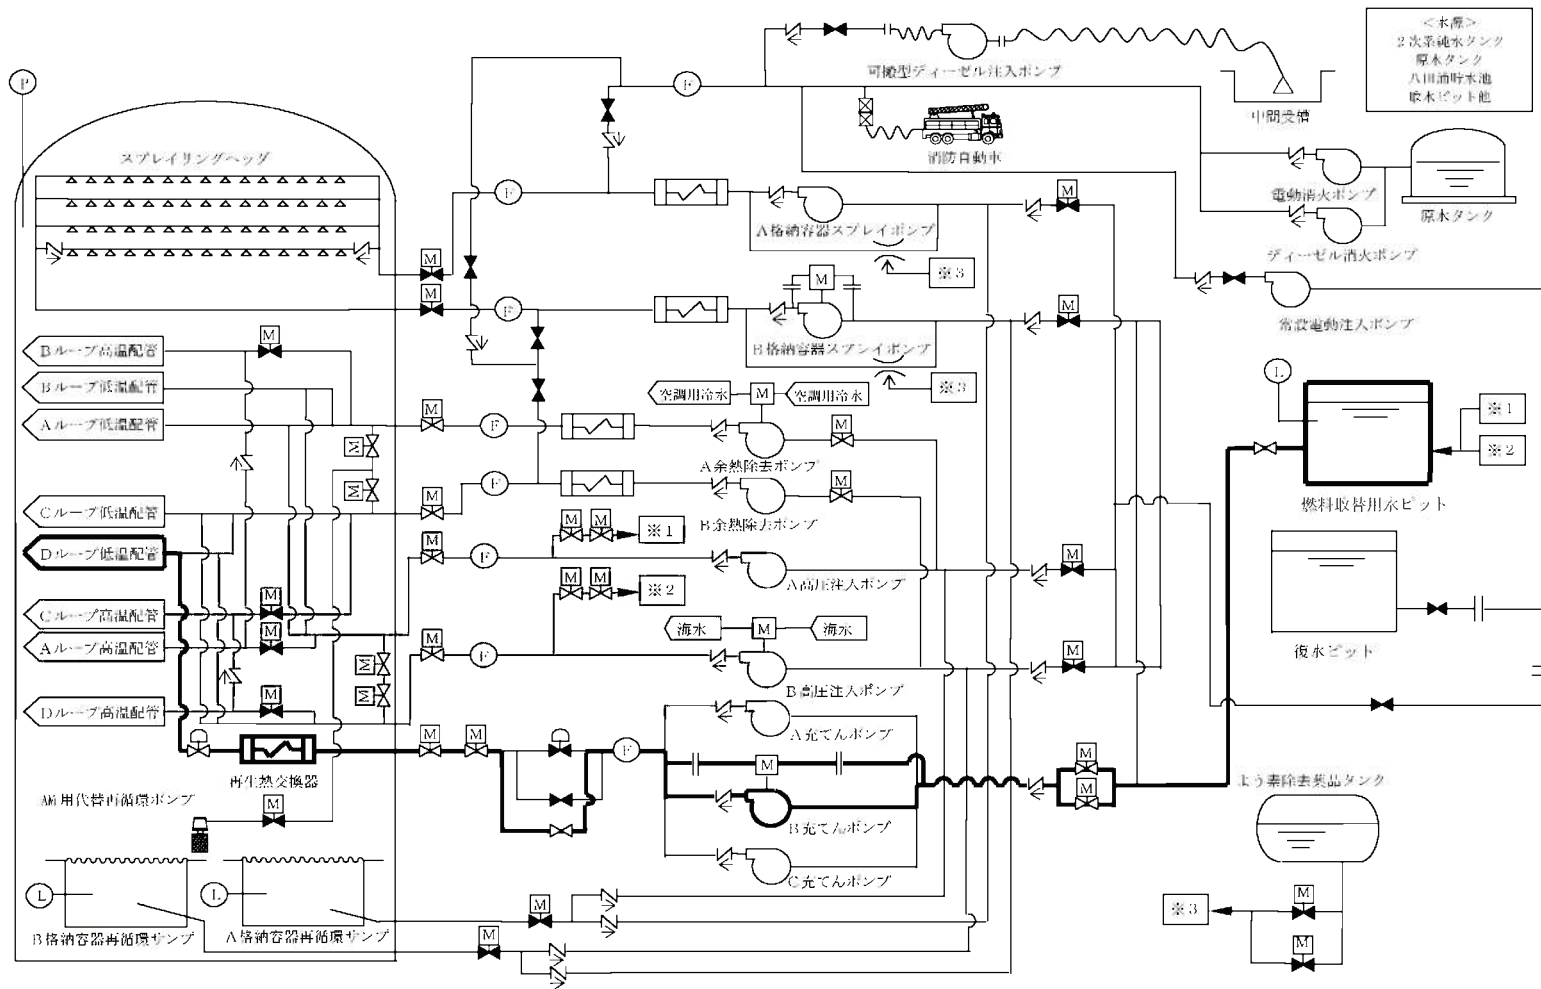 <水源>
2次系純水タンク
原水タンク
八田浦貯水池
取水ピット他
可搬型ディーゼル注入ポンプ
中間受槽
消防自動車
電動消火ポンプ
原水タンク
ディーゼル消火ポンプ
常設電動注入ポンプ
P
F
スプレイリングヘッダ
F
M
A格納容器スプレイポンプ
※3
M
M
F
M
M
B格納容器スプレイポンプ
※3
Bループ高温配管
M
Bループ低温配管
空調用冷水
M
空調用冷水
L
※1
※2
燃料取替用水ピット
Aループ低温配管
M
M
F
M
A余熱除去ポンプ
M
Cループ低温配管
M
F
M
B余熱除去ポンプ
M
M
※1
Dループ低温配管
M
F
A高圧注入ポンプ
M
M
M
※2
Cループ高温配管
M
Aループ高温配管
M
海水
M
海水
復水ピット
M
M
M
F
B高圧注入ポンプ
M
Dループ高温配管
M
A充てんポンプ
再生熱交換器
M
M
F
M
B充てんポンプ
M
M
よう素除去薬品タンク
AM用代替再循環ポンプ
M
C充てんポンプ
L
L
M
B格納容器再循環サンプ
A格納容器再循環サンプ
M
※3
M
M